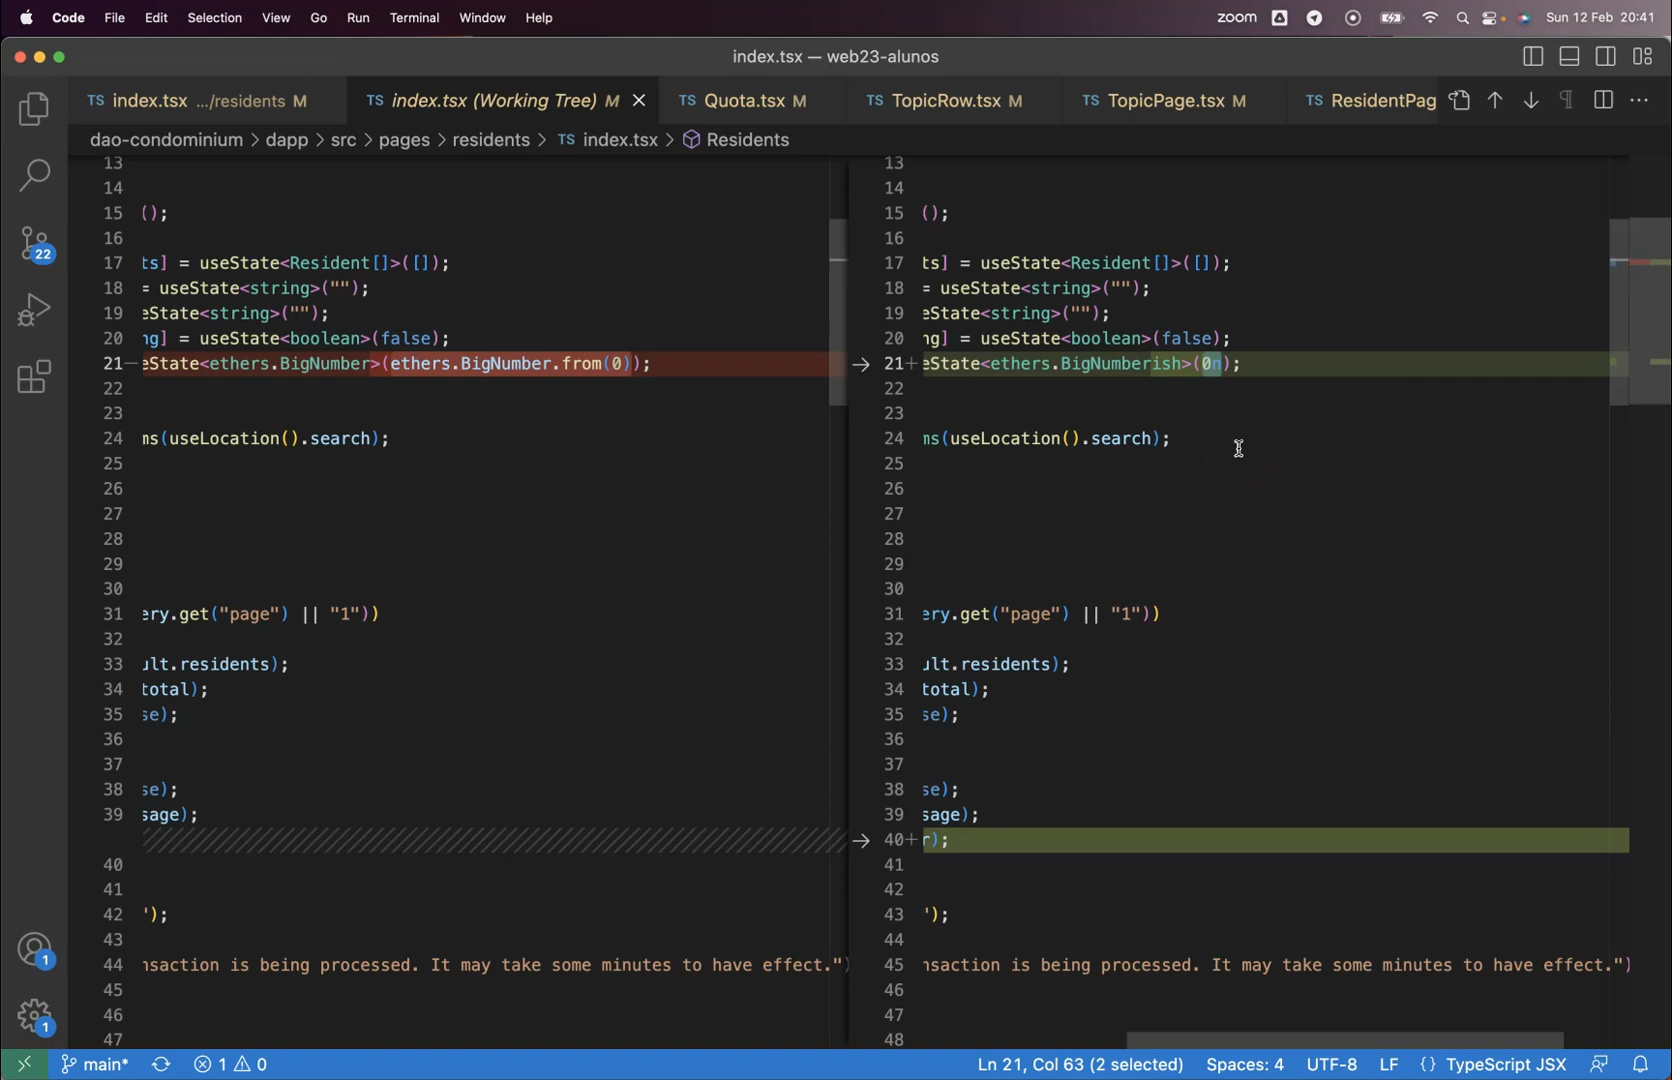 Code File Edit Selection View Go Run Terminal Window Help zoom Sun 12 Feb 20:41
index.tsx — web23-alunos
TS index.tsx .../residents M TS index.tsx (Working Tree) M TS Quota.tsx M TS TopicRow.tsx M TS TopicPage.tsx M TS ResidentPag
dao-condominium > dapp > src > pages > residents > TS index.tsx > Residents
13
14
15 ();
16
17 ts] = useState<Resident[]>([]);
18 = useState<string>("");
19 eState<string>("");
20 ng] = useState<boolean>(false);
21— eState<ethers.BigNumber>(ethers.BigNumber.from(0));
22
23
24 ms(useLocation().search);
25
26
27
28
29
30
31 ery.get("page") || "1"))
32
33 ult.residents);
34 total);
35 se);
36
37
38 se);
39 sage);
40
41
42 ');
43
44 nsaction is being processed. It may take some minutes to have effect.")
45
46
47
13
14
15 ();
16
17 ts] = useState<Resident[]>([]);
18 = useState<string>("");
19 eState<string>("");
20 ng] = useState<boolean>(false);
21+ eState<ethers.BigNumberish>(0n);
22
23
24 ms(useLocation().search);
25
26
27
28
29
30
31 ery.get("page") || "1"))
32
33 ult.residents);
34 total);
35 se);
36
37
38 se);
39 sage);
40+ r);
41
42
43 ');
44
45 nsaction is being processed. It may take some minutes to have effect.")
46
47
48
22
1
1
main* 1 0 Ln 21, Col 63 (2 selected) Spaces: 4 UTF-8 LF {} TypeScript JSX